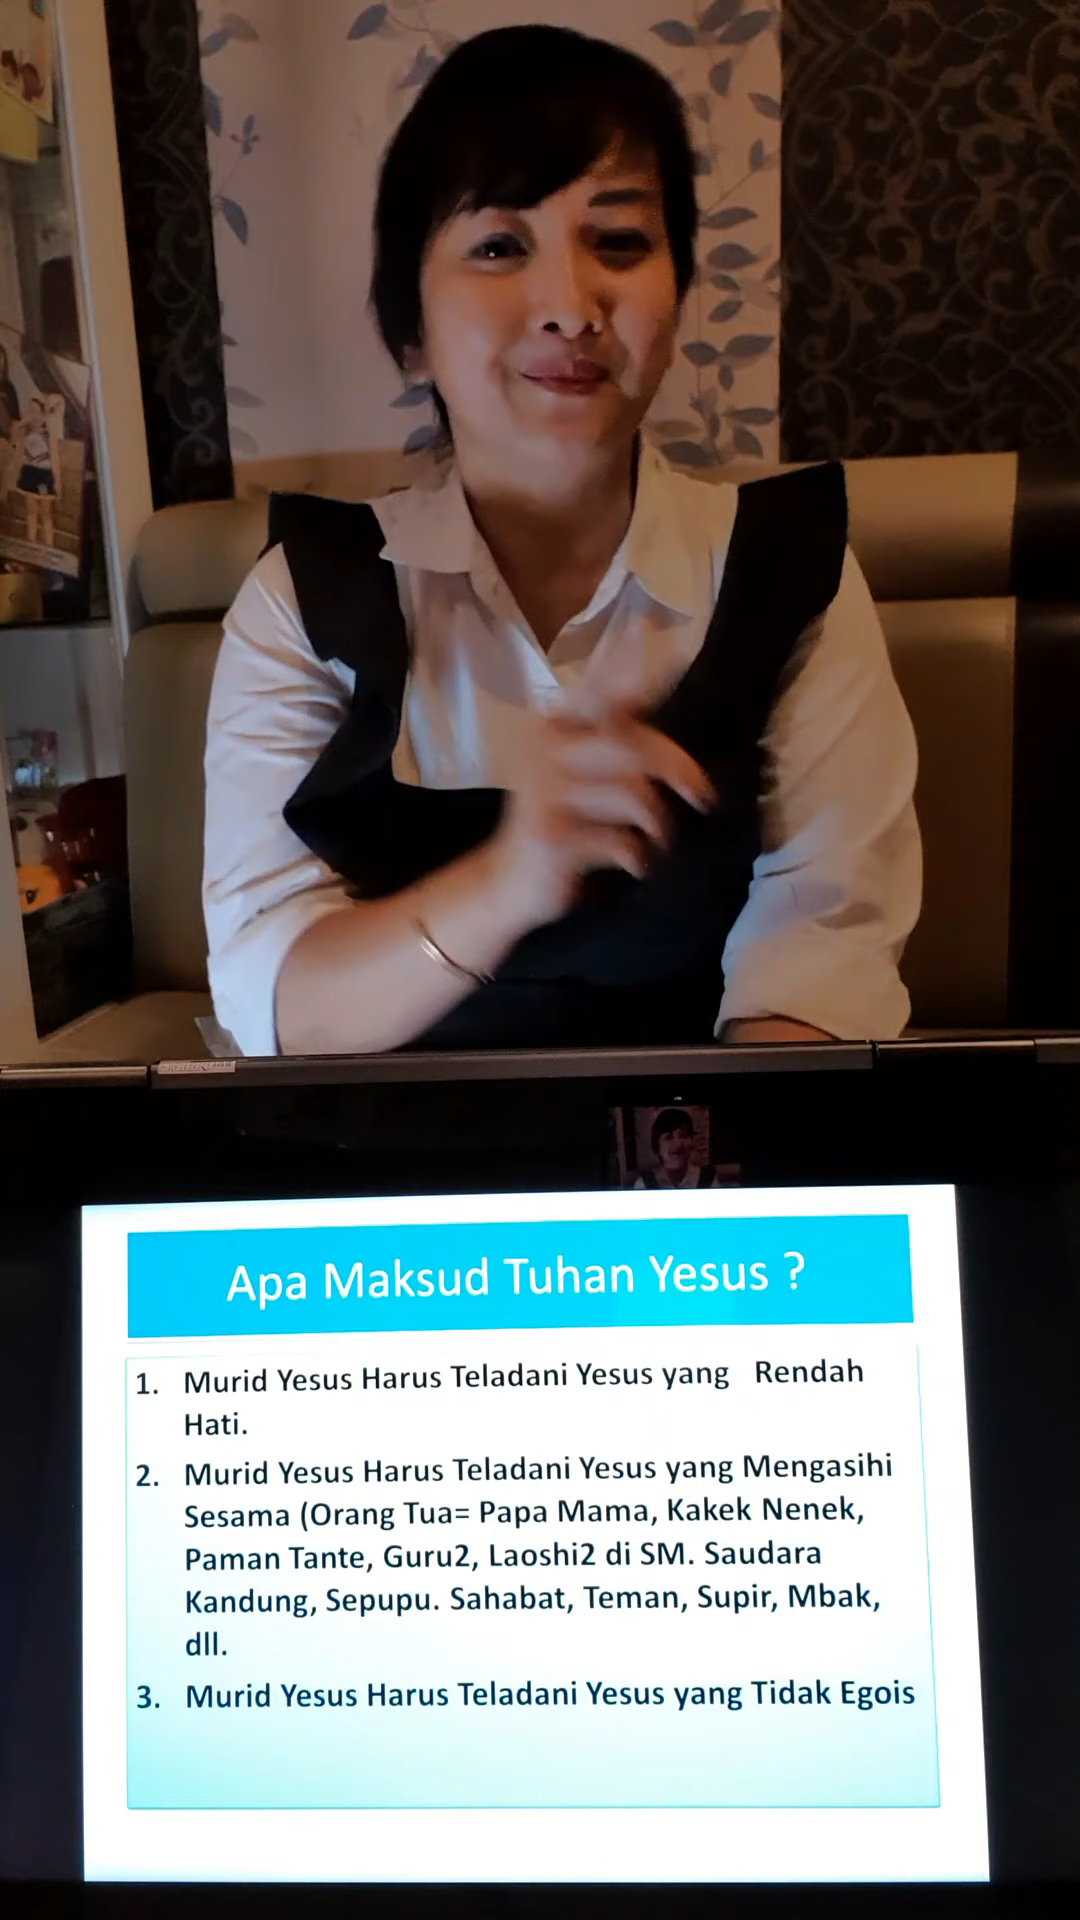 Apa Maksud Tuhan Yesus ?
1. Murid Yesus Harus Teladani Yesus yang Rendah
Hati.
2. Murid Yesus Harus Teladani Yesus yang Mengasihi
Sesama (Orang Tua= Papa Mama, Kakek Nenek,
Paman Tante, Guru2, Laoshi2 di SM. Saudara
Kandung, Sepupu. Sahabat, Teman, Supir, Mbak,
dll.
3. Murid Yesus Harus Teladani Yesus yang Tidak Egois